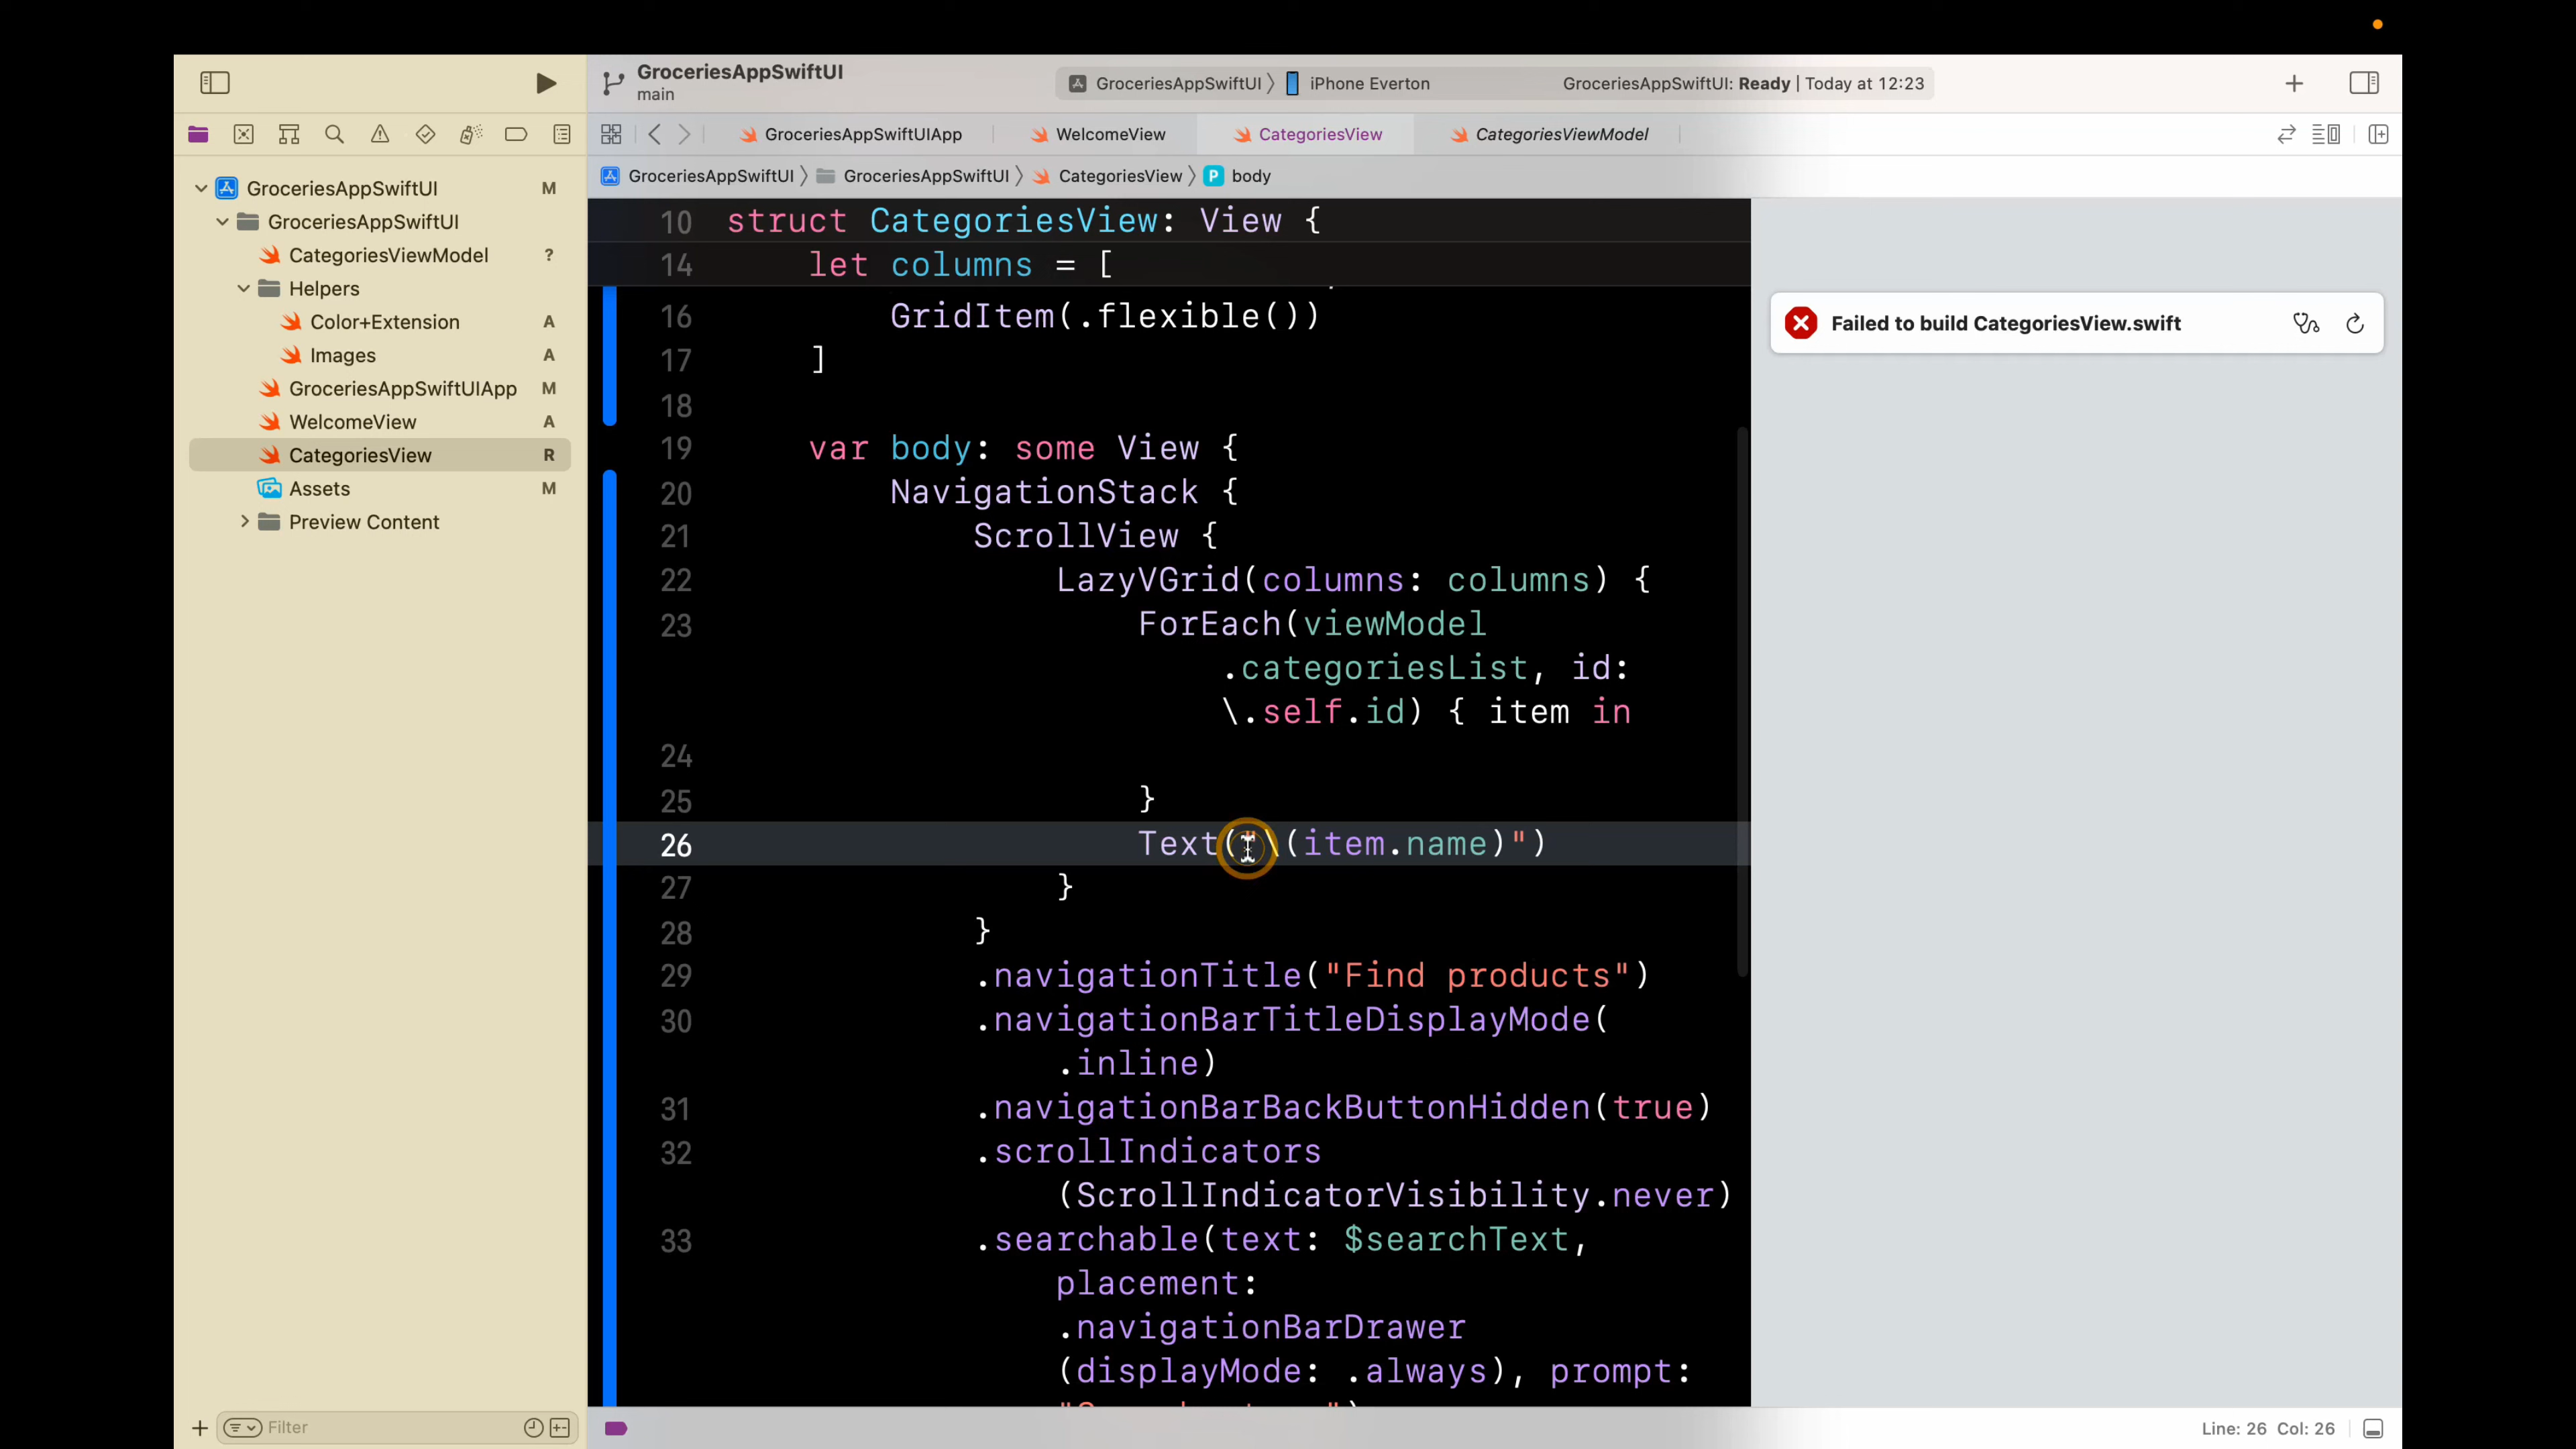 GroceriesAppSwiftUI
main
GroceriesAppSwiftUI
iPhone Everton
GroceriesAppSwiftUI: Ready | Today at 12:23
GroceriesAppSwiftUIApp
WelcomeView
CategoriesView
CategoriesViewModel
GroceriesAppSwiftUI
GroceriesAppSwiftUI
CategoriesView
P body
GroceriesAppSwiftUI M
GroceriesAppSwiftUI
CategoriesViewModel ?
Helpers
Color+Extension A
Images A
GroceriesAppSwiftUIApp M
WelcomeView A
CategoriesView R
Assets M
Preview Content
Filter
10 struct CategoriesView: View {
14 let columns = [
16 GridItem(.flexible())
17 ]
18
19 var body: some View {
20 NavigationStack {
21 ScrollView {
22 LazyVGrid(columns: columns) {
23 ForEach(viewModel
.categoriesList, id:
\.self.id) { item in
24
25 }
26 Text("\(item.name)")
27 }
28 }
29 .navigationTitle("Find products")
30 .navigationBarTitleDisplayMode(
.inline)
31 .navigationBarBackButtonHidden(true)
32 .scrollIndicators
(ScrollIndicatorVisibility.never)
33 .searchable(text: $searchText,
placement:
.navigationBarDrawer
(displayMode: .always), prompt:
Failed to build CategoriesView.swift
Line: 26 Col: 26